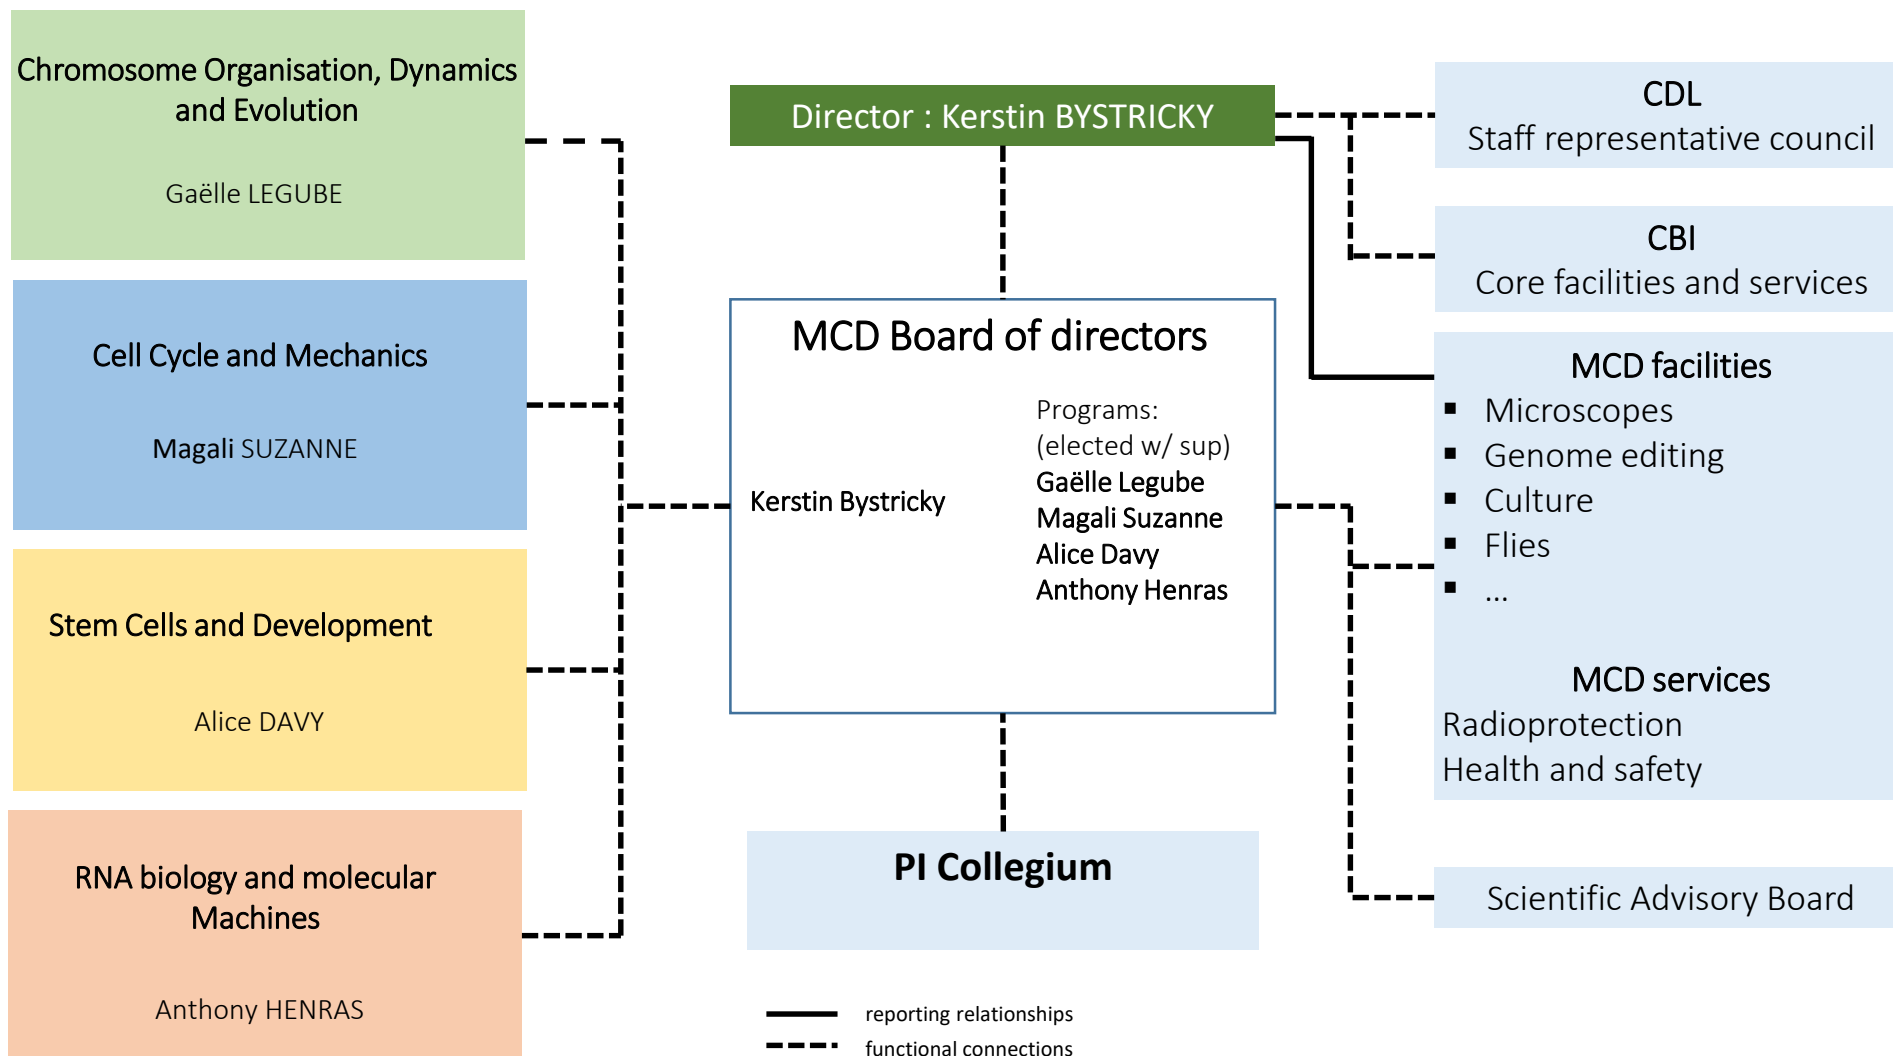 Chromosome Organisation, Dynamics
and Evolution
Gaëlle LEGUBE
Cell Cycle and Mechanics
Magali SUZANNE
Stem Cells and Development
Alice DAVY
RNA biology and molecular
Machines
Anthony HENRAS
Director : Kerstin BYSTRICKY
MCD Board of directors
Kerstin Bystricky
Programs:
(elected w/ sup)
Gaëlle Legube
Magali Suzanne
Alice Davy
Anthony Henras
PI Collegium
reporting relationships
functional connections
CDL
Staff representative council
CBI
Core facilities and services
MCD facilities
▪ Microscopes
▪ Genome editing
▪ Culture
▪ Flies
▪ ...
MCD services
Radioprotection
Health and safety
Scientific Advisory Board